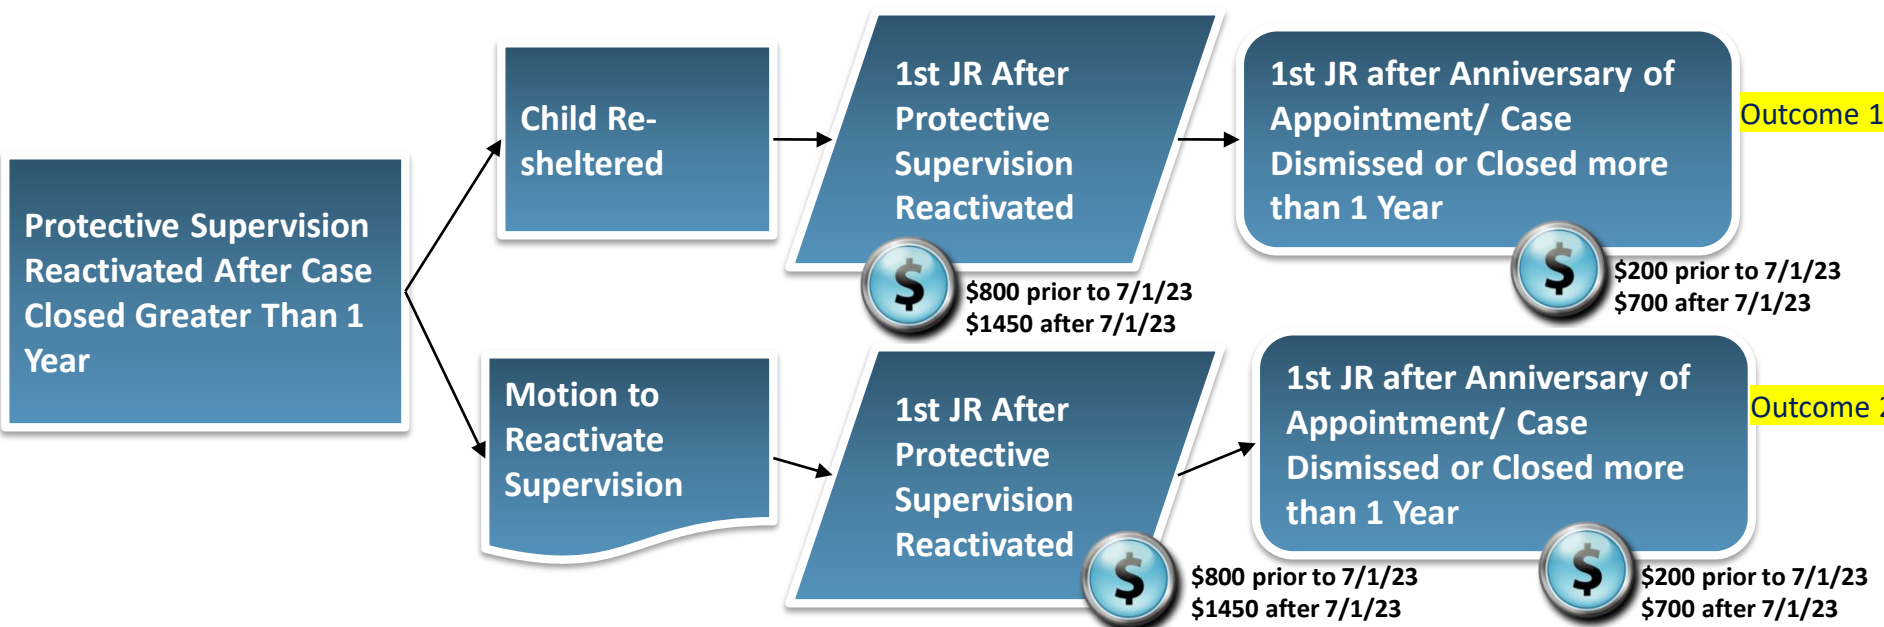 Protective Supervision
Reactivated After Case
Closed Greater Than 1
Year
Child Re-
sheltered
1st JR After
Protective
Supervision
Reactivated
$
$800 prior to 7/1/23
$1450 after 7/1/23
1st JR after Anniversary of
Appointment/ Case
Dismissed or Closed more
than 1 Year
$
$200 prior to 7/1/23
$700 after 7/1/23
Outcome 1
Motion to
Reactivate
Supervision
1st JR After
Protective
Supervision
Reactivated
$
$800 prior to 7/1/23
$1450 after 7/1/23
1st JR after Anniversary of
Appointment/ Case
Dismissed or Closed more
than 1 Year
$
$200 prior to 7/1/23
$700 after 7/1/23
Outcome 2